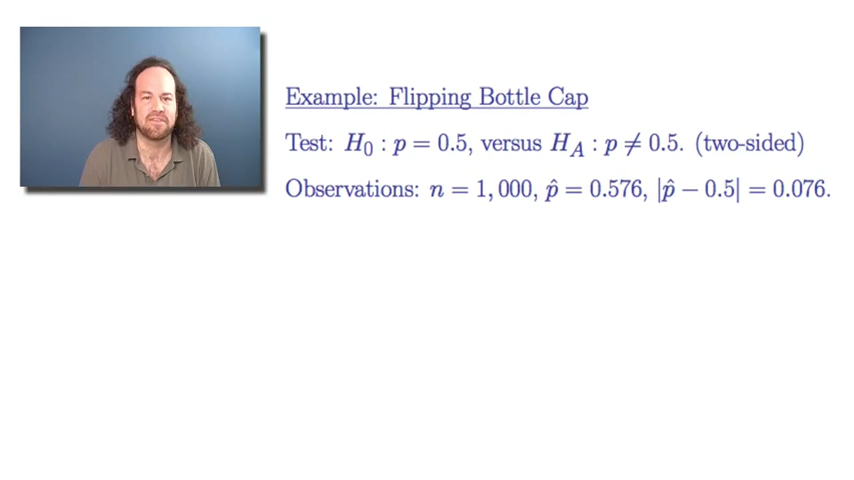 Example: Flipping Bottle Cap
Test: H₀ : p = 0.5, versus H_A : p ≠ 0.5. (two-sided)
Observations: n = 1,000, p̂ = 0.576, |p̂ − 0.5| = 0.076.